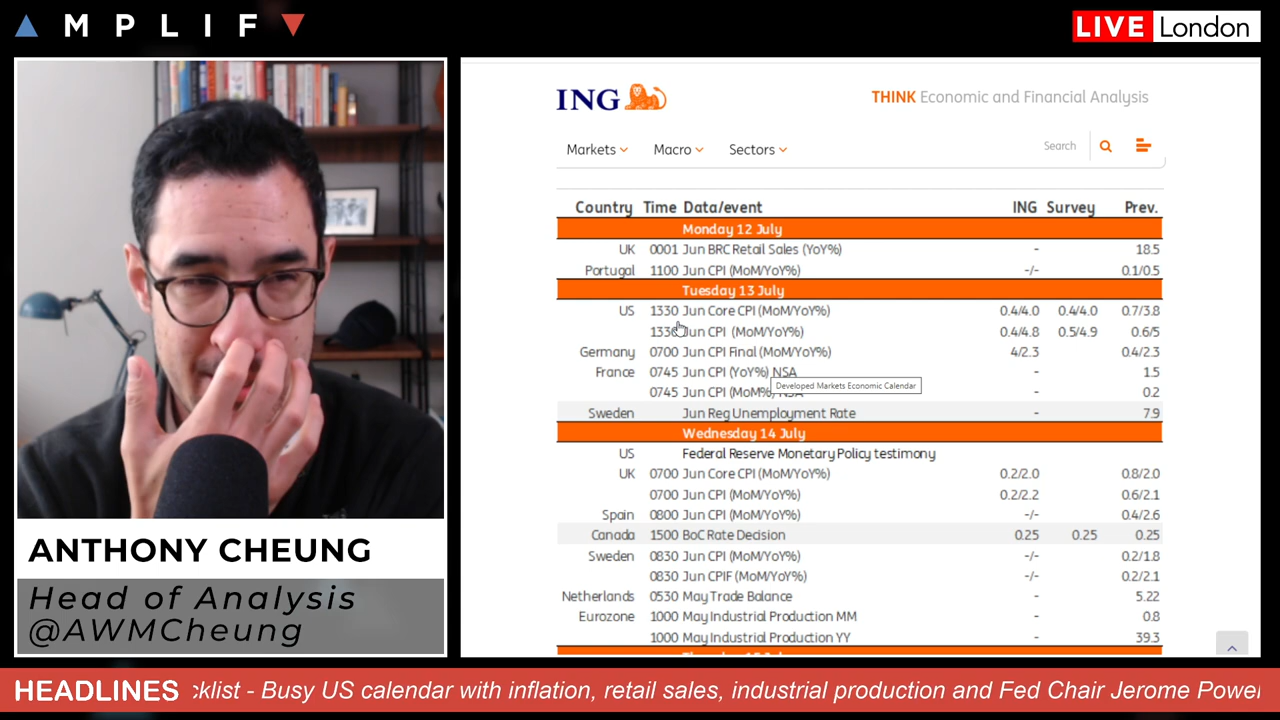 AMPLIFY
LIVE London
ING
THINK Economic and Financial Analysis
Markets Macro Sectors Search
Country Time Data/event ING Survey Prev.
Monday 12 July
UK 0001 Jun BRC Retail Sales (YoY%) - 18.5
Portugal 1100 Jun CPI (MoM/YoY%) -/- 0.1/0.5
Tuesday 13 July
US 1330 Jun Core CPI (MoM/YoY%) 0.4/4.0 0.4/4.0 0.7/3.8
1330 Jun CPI (MoM/YoY%) 0.4/4.8 0.5/4.9 0.6/5
Germany 0700 Jun CPI Final (MoM/YoY%) 4/2.3 0.4/2.3
France 0745 Jun CPI (YoY%) NSA - 1.5
Developed Markets Economic Calendar
0745 Jun CPI (MoM%) NSA - 0.2
Sweden Jun Reg Unemployment Rate - 7.9
Wednesday 14 July
US Federal Reserve Monetary Policy testimony
UK 0700 Jun Core CPI (MoM/YoY%) 0.2/2.0 0.8/2.0
0700 Jun CPI (MoM/YoY%) 0.2/2.2 0.6/2.1
Spain 0800 Jun CPI (MoM/YoY%) -/- 0.4/2.6
Canada 1500 BoC Rate Decision 0.25 0.25 0.25
Sweden 0830 Jun CPI (MoM/YoY%) -/- 0.2/1.8
0830 Jun CPIF (MoM/YoY%) -/- 0.2/2.1
Netherlands 0530 May Trade Balance - 5.22
Eurozone 1000 May Industrial Production MM - 0.8
1000 May Industrial Production YY - 39.3
ANTHONY CHEUNG
Head of Analysis
@AWMCheung
HEADLINES cklist - Busy US calendar with inflation, retail sales, industrial production and Fed Chair Jerome Powel